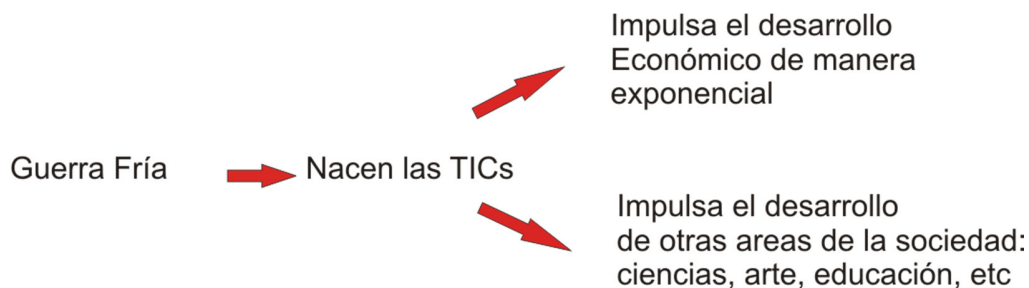 Guerra Fría
Nacen las TICs
Impulsa el desarrollo
Económico de manera
exponencial
Impulsa el desarrollo
de otras areas de la sociedad:
ciencias, arte, educación, etc